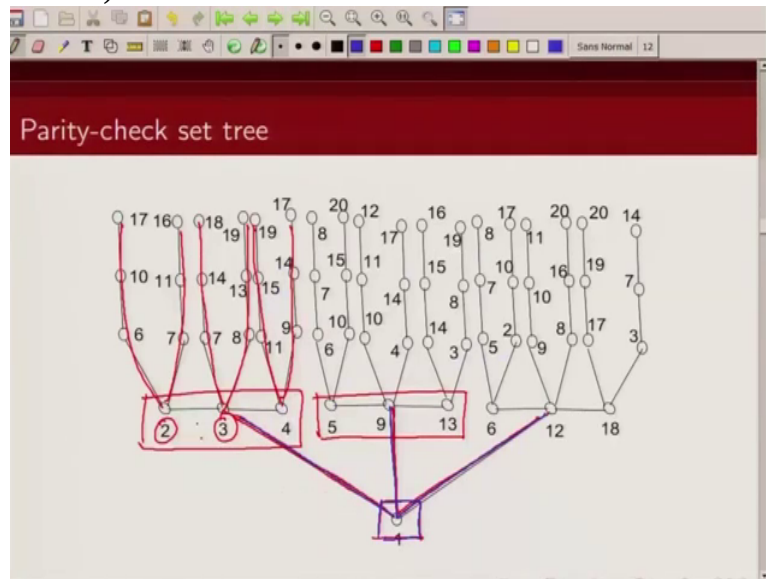 T
Sans Normal 12
Parity-check set tree
17 16 18 19 19 17 8 20 12 17 16 19 8 17 11 20 20 14
10 11 14 13 15 14 7 15 11 14 15 8 7 10 10 16 19 7
6 7 7 8 11 9 6 10 10 4 14 3 5 2 9 8 17 3
2 3 4 5 9 13 6 12 18
1